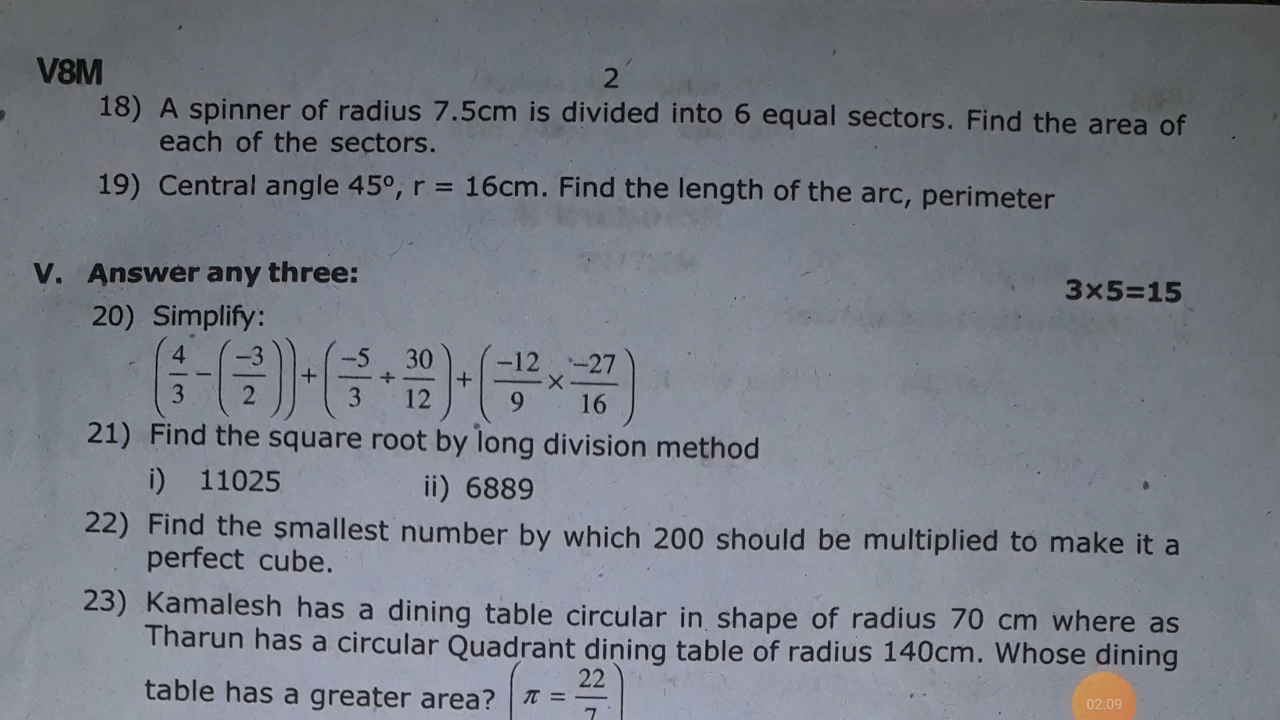 V8M
2
18) A spinner of radius 7.5cm is divided into 6 equal sectors. Find the area of
each of the sectors.
19) Central angle 45º, r = 16cm. Find the length of the arc, perimeter
V. Answer any three:
3×5=15
20) Simplify:
(4/3 − (−3/2)) + (−5/3 ÷ 30/12) + (−12/9 × −27/16)
21) Find the square root by long division method
i) 11025 ii) 6889
22) Find the smallest number by which 200 should be multiplied to make it a
perfect cube.
23) Kamalesh has a dining table circular in shape of radius 70 cm where as
Tharun has a circular Quadrant dining table of radius 140cm. Whose dining
table has a greater area? (π = 22/7)
02:09